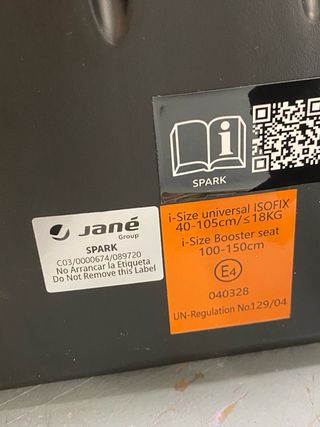 i
SPARK
Jané
Group
SPARK
C03/0000674/089720
No Arrancar la Etiqueta
Do Not Remove this Label
i-Size universal ISOFIX
40-105cm/≤18KG
i-Size Booster seat
100-150cm
E4
040328
UN-Regulation No.129/04